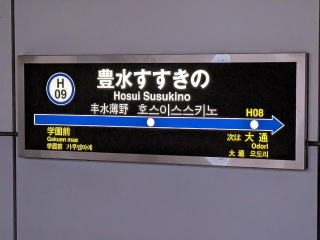 H
09
豊水すすきの
Hosui Susukino
丰水薄野 호스이스스키노
H08
学園前
Gakuen mae
学園前 가쿠엔마에
次は 大通
Odori
大通 오도리